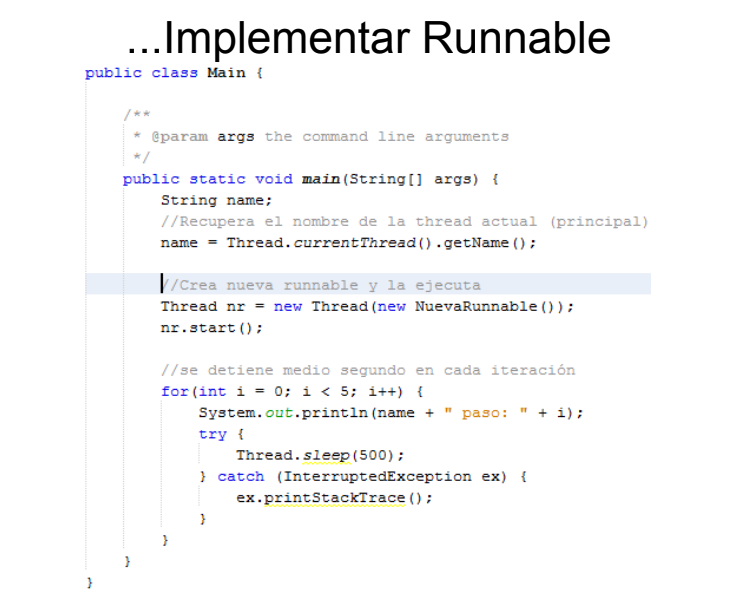 ...Implementar Runnable
public class Main {
/**
* @param args the command line arguments
*/
public static void main(String[] args) {
String name;
//Recupera el nombre de la thread actual (principal)
name = Thread.currentThread().getName();
//Crea nueva runnable y la ejecuta
Thread nr = new Thread(new NuevaRunnable());
nr.start();
//se detiene medio segundo en cada iteración
for(int i = 0; i < 5; i++) {
System.out.println(name + " paso: " + i);
try {
Thread.sleep(500);
} catch (InterruptedException ex) {
ex.printStackTrace();
}
}
}
}